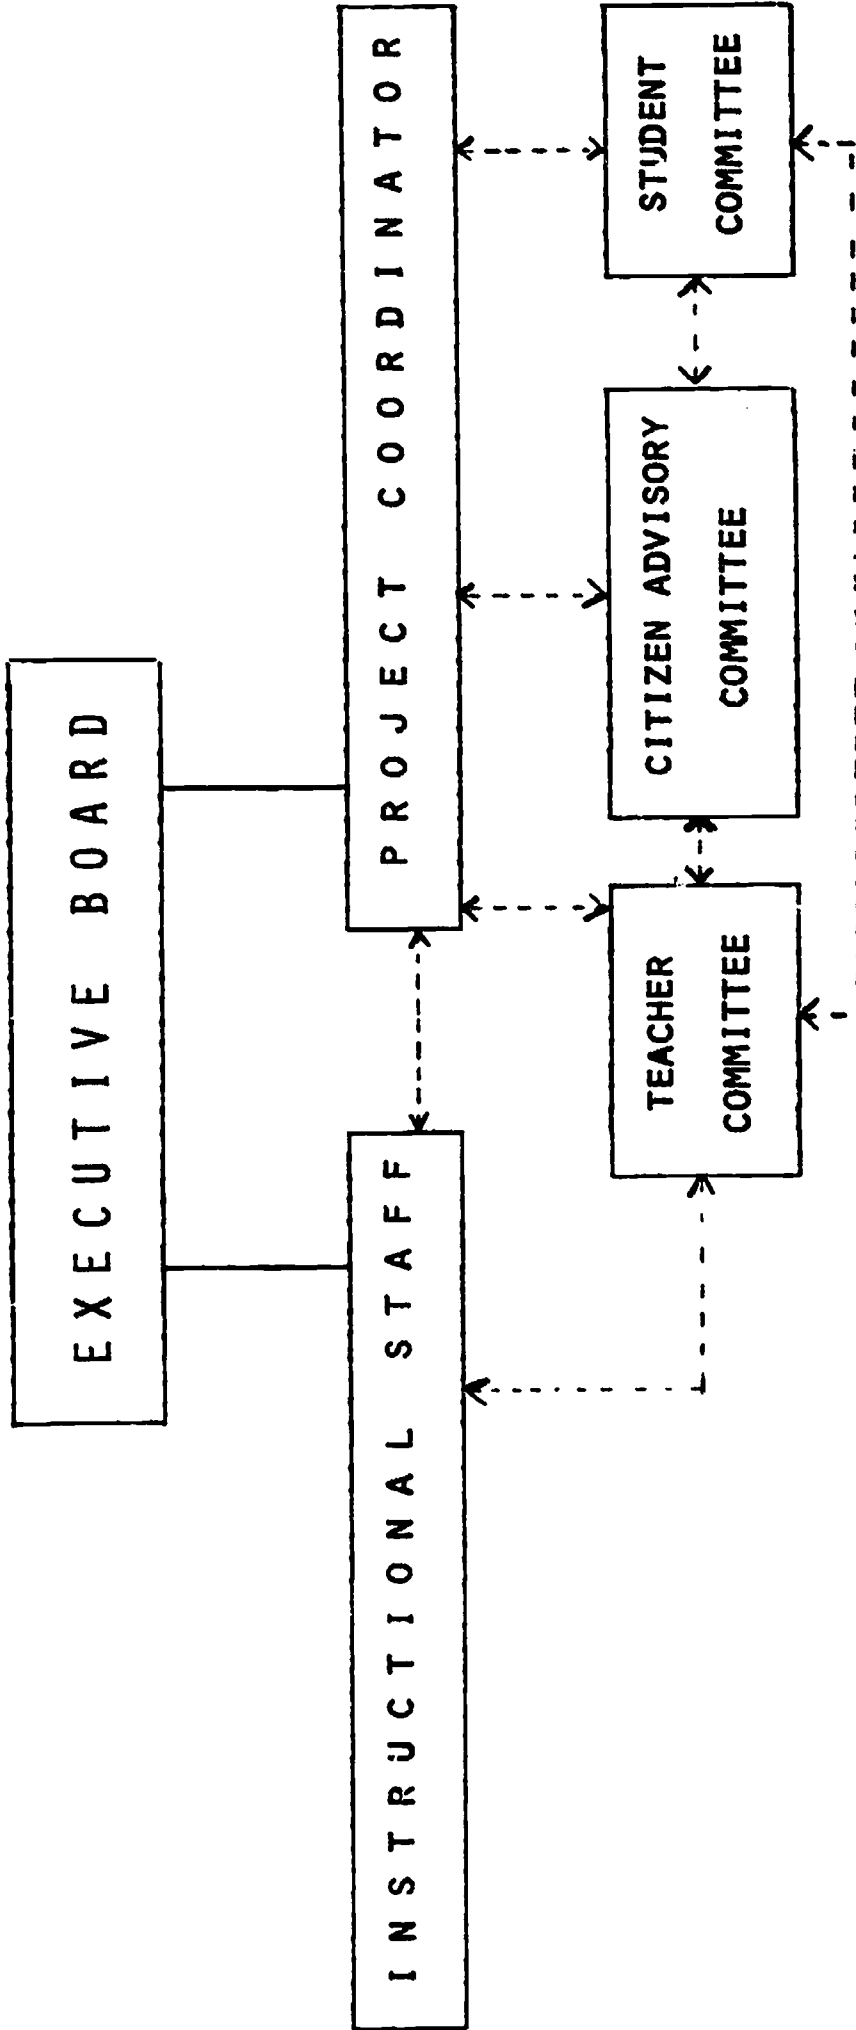 EXECUTIVE BOARD
INSTRUCTIONAL STAFF
PROJECT COORDINATOR
TEACHER
COMMITTEE
CITIZEN ADVISORY
COMMITTEE
STUDENT
COMMITTEE